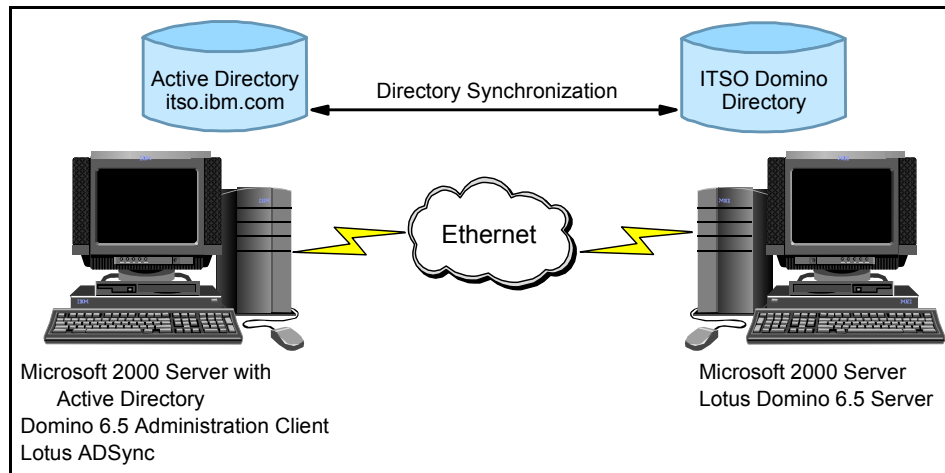 Active Directory
itso.ibm.com
Directory Synchronization
ITSO Domino
Directory
Ethernet
Microsoft 2000 Server with
Active Directory
Domino 6.5 Administration Client
Lotus ADSync
Microsoft 2000 Server
Lotus Domino 6.5 Server